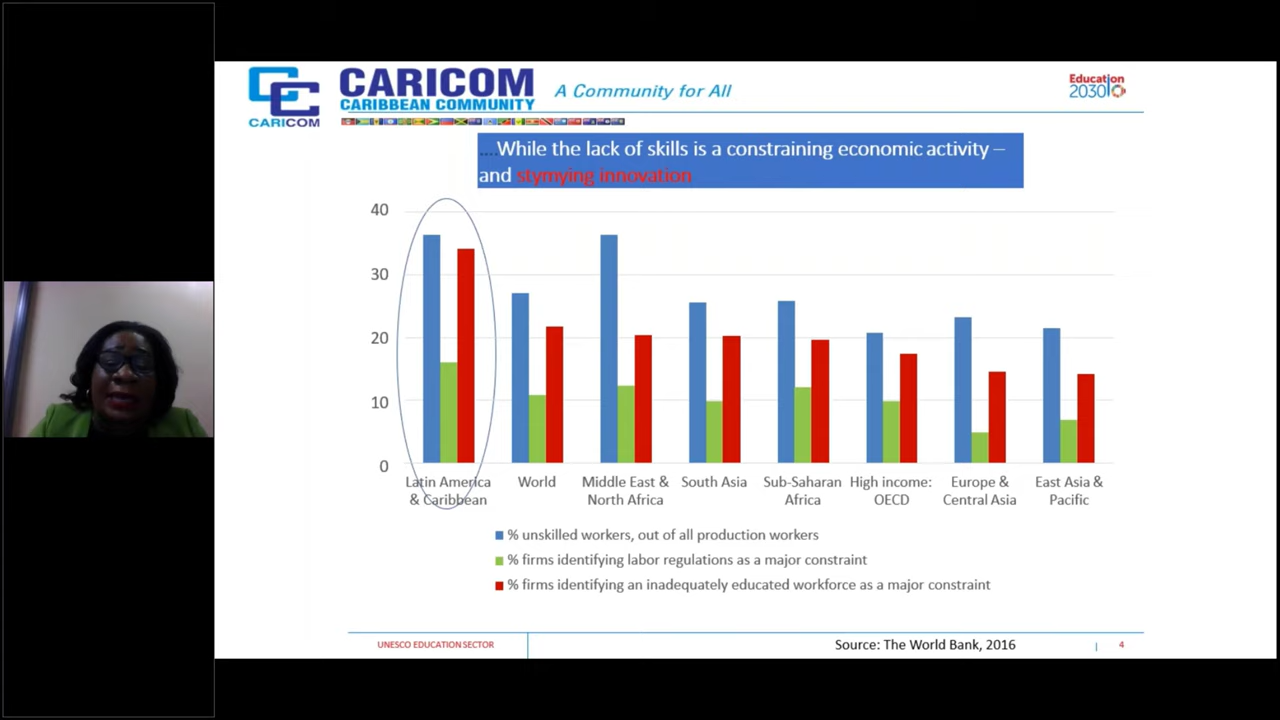 CARICOM
CARICOM
CARIBBEAN COMMUNITY
A Community for All
Education
2030
....While the lack of skills is a constraining economic activity –
and stymying innovation
40
30
20
10
0
Latin America
& Caribbean
World
Middle East &
North Africa
South Asia
Sub-Saharan
Africa
High income:
OECD
Europe &
Central Asia
East Asia &
Pacific
% unskilled workers, out of all production workers
% firms identifying labor regulations as a major constraint
% firms identifying an inadequately educated workforce as a major constraint
UNESCO EDUCATION SECTOR
Source: The World Bank, 2016
4